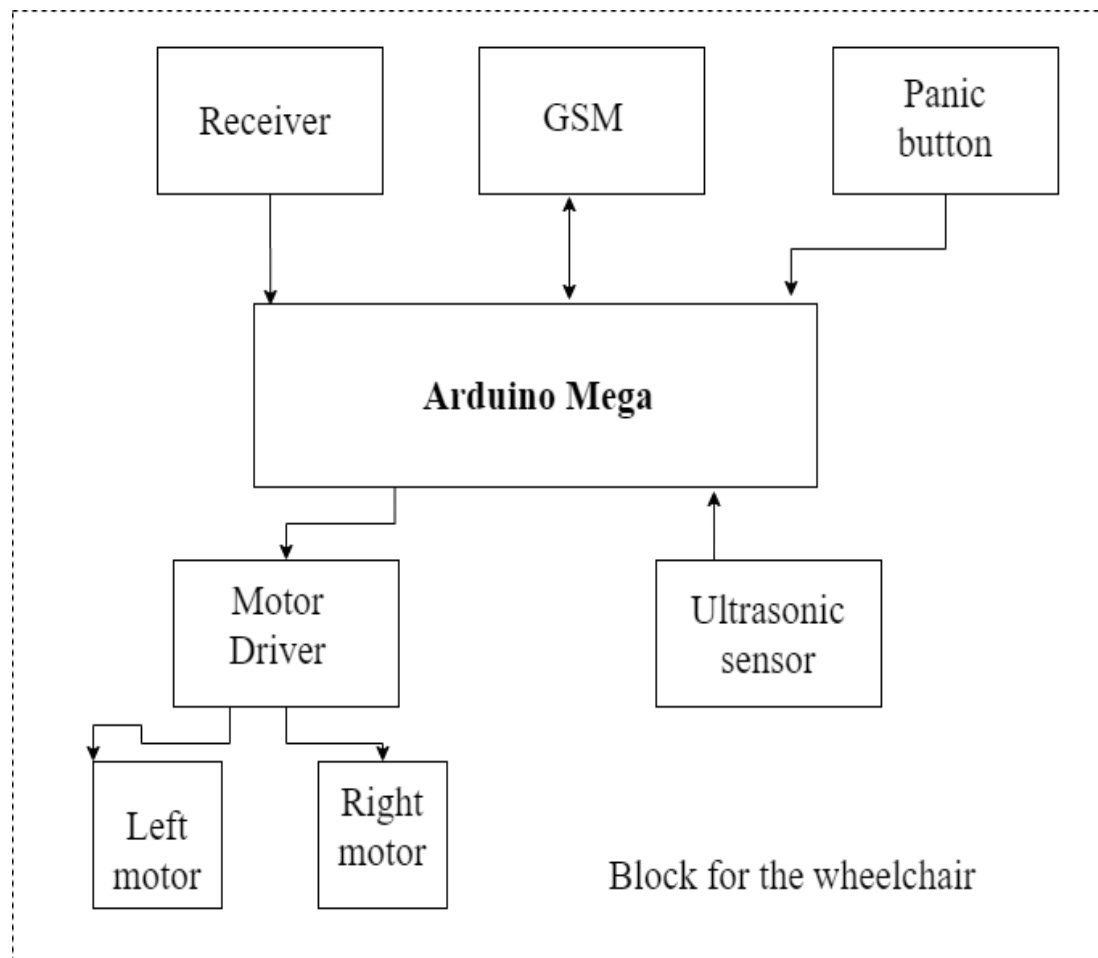 Receiver
GSM
Panic
button
Arduino Mega
Motor
Driver
Ultrasonic
sensor
Left
motor
Right
motor
Block for the wheelchair